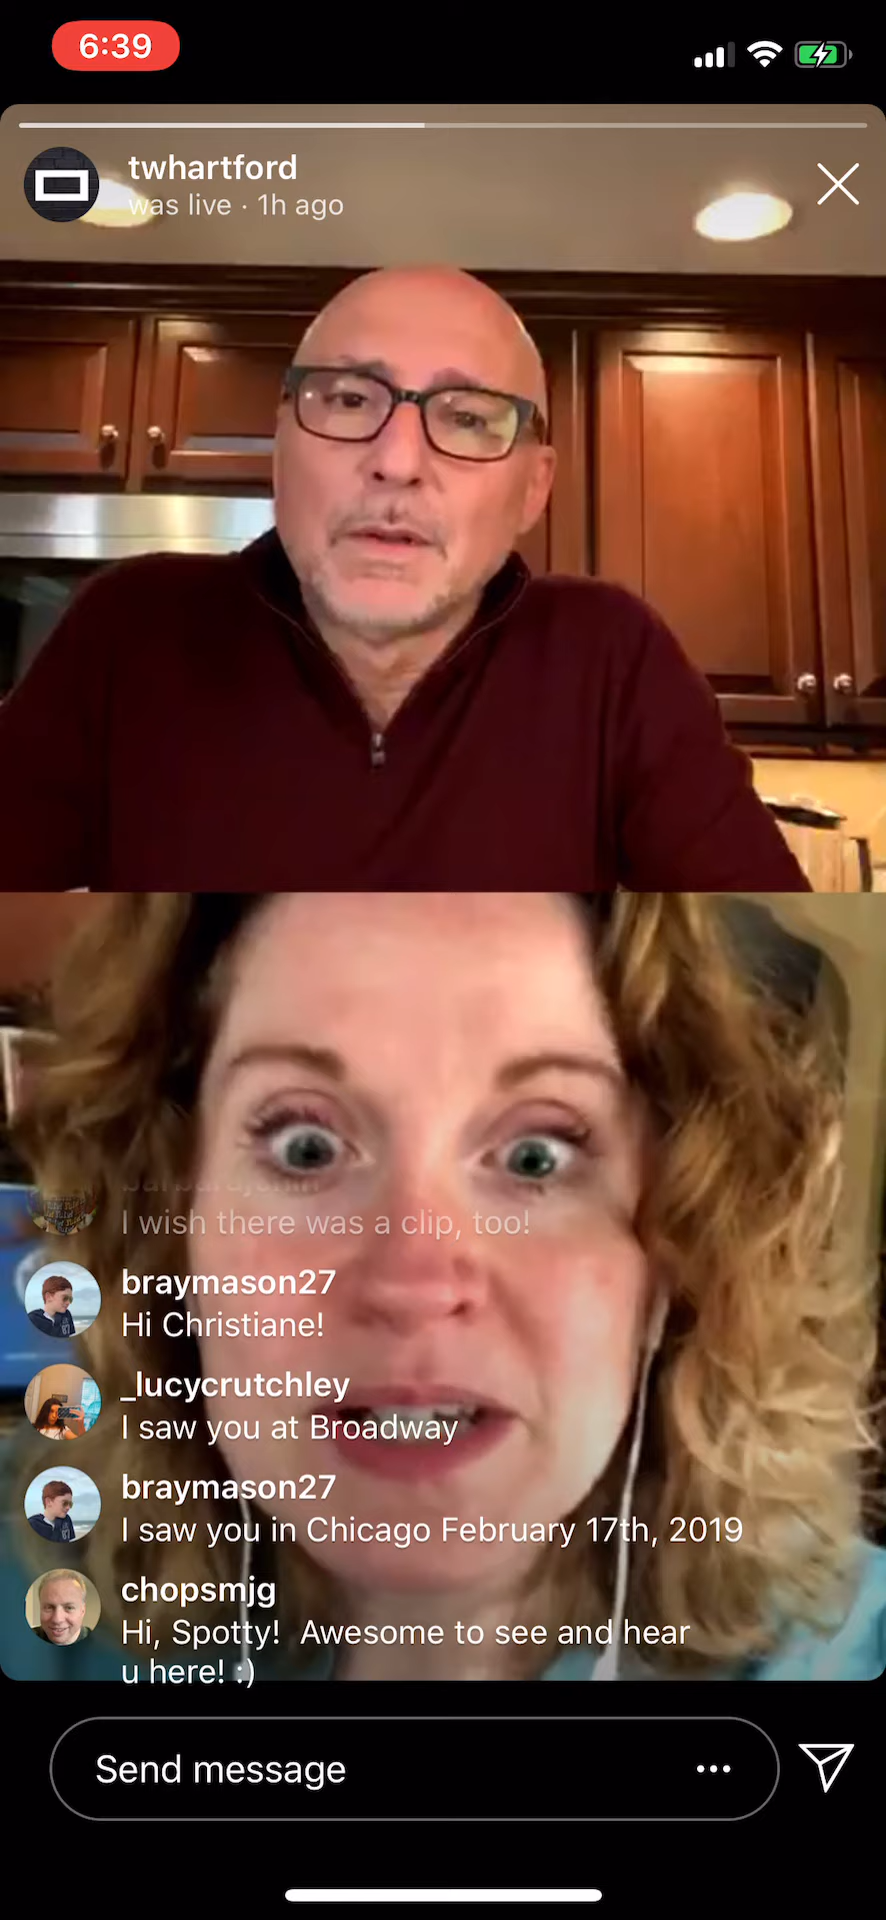 6:39
twhartford
was live · 1h ago
I wish there was a clip, too!
braymason27
Hi Christiane!
_lucycrutchley
I saw you at Broadway
braymason27
I saw you in Chicago February 17th, 2019
chopsmjg
Hi, Spotty!  Awesome to see and hear
u here! :)
Send message